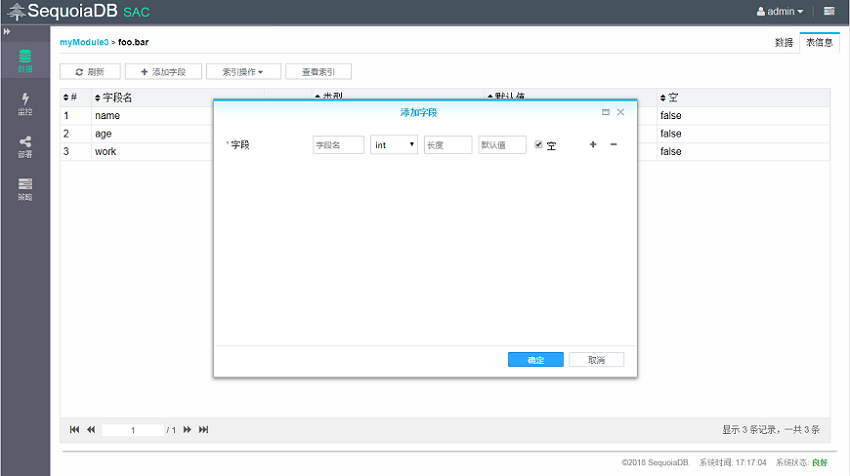 SequoiaDB SAC
admin
myModule3 > foo.bar
数据 表信息
刷新 添加字段 索引操作 查看索引
数据
监控
部署
策略
# 字段名 类型 默认值 空
1 name false
2 age false
3 work false
添加字段
* 字段 字段名 int 长度 默认值 空
确定 取消
1 / 1
显示 3 条记录，一共 3 条
©2018 SequoiaDB. 系统时间: 17:17:04 系统状态: 良好